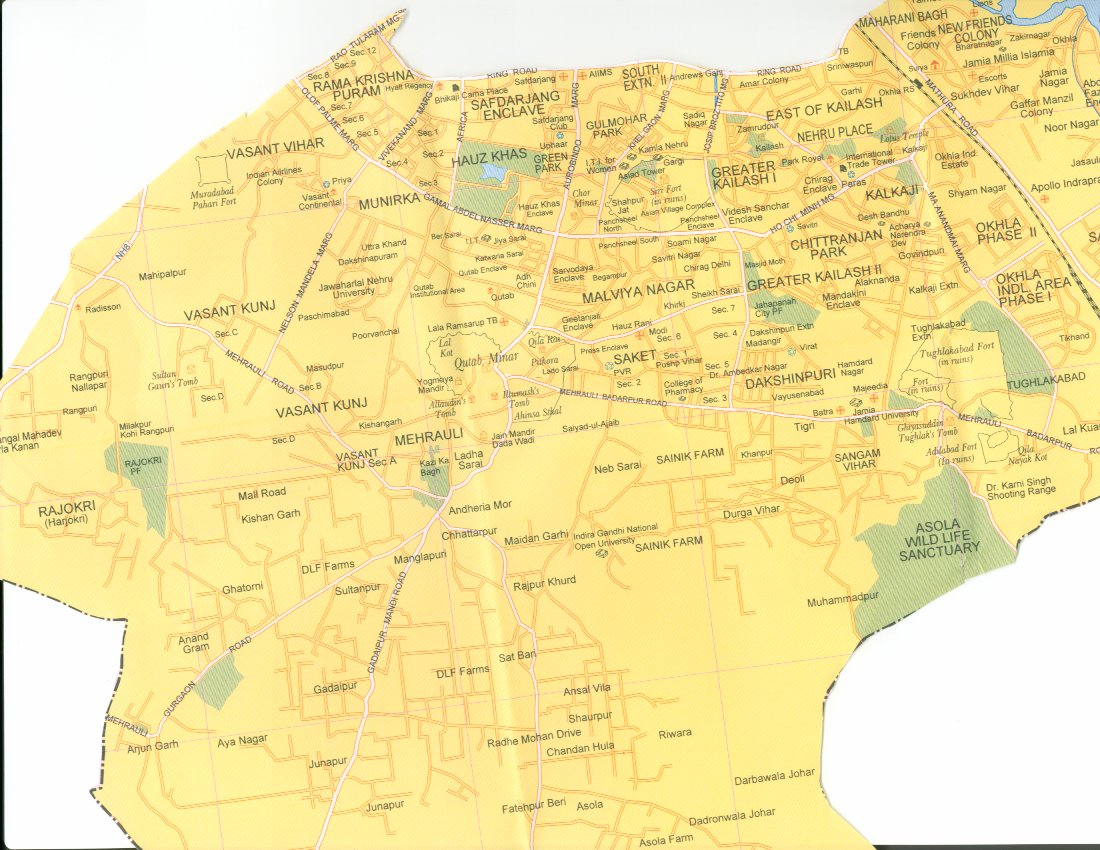 RAO TULARAM MG.
MAHARANI BAGH
Friends
Colony
NEW FRIENDS
COLONY
Bharatnagar
Zakirnagar
Okhla
Jamia Millia Islamia
Surya
Escorts
Sukhdev Vihar
Jamia
Nagar
Gaffar Manzil
Colony
Noor Nagar
TB
Sriniwaspuri
RING ROAD
Amar Colony
Garhi
Okhla RS
MATHURA ROAD
Sec.12
Sec.9
Sec.8
RAMA KRISHNA
PURAM
Hyatt Regency
Sec.7
Sec.6
Sec.5
Sec.4
Sec.1
Sec.2
Sec.3
OLOF PALME MARG
VIVEKANAND MARG
AFRICA
Bhikaji Cama Place
RING ROAD
Safdarjang
AIIMS
SAFDARJANG
ENCLAVE
Safdarjang
Club
Uphaar
GREEN
PARK
HAUZ KHAS
AUROBINDO MARG
SOUTH
EXTN. II
Andrews Ganj
GULMOHAR
PARK
KHEL GAON MARG
Sadiq
Nagar
JOSIP BROZ TITO MG
I.T.I. for
Women
Kamla Nehru
Gargi
Asiad Tower
Siri Fort
(in ruins)
Shahpur
Jat
Asian Village Complex
Chor
Minar
Panchsheel
North
Panchsheel
Enclave
Panchsheel South
EAST OF KAILASH
Zamrudpur
NEHRU PLACE
Lotus Temple
Kailash
GREATER
KAILASH I
Park Royal
International
Trade Tower
Kalkaji
Chirag
Enclave
Paras
KALKAJI
Okhla Ind.
Estate
Shyam Nagar
Apollo Indrapra
OKHLA
PHASE II
MA ANANDMAI MARG
Videsh Sanchar
Enclave
HO CHI MINH MG
Savitri
Desh Bandhu
Acharya
Narendra
Dev
CHITTRANJAN
PARK
Govindpuri
GREATER KAILASH II
Alaknanda
Kalkaji Extn.
Mandakini
Enclave
OKHLA
INDL. AREA
PHASE I
VASANT VIHAR
Muradabad
Pahari Fort
Indian Airlines
Colony
Priya
Vasant
Continental
MUNIRKA
GAMAL ABDEL NASSER MARG
Hauz Khas
Enclave
NH8
Mahipalpur
Radisson
VASANT KUNJ
NELSON MANDELA MARG
Uttra Khand
Dakshinapuram
Jawaharlal Nehru
University
Paschimabad
Poorvanchal
Ber Sarai
I.I.T.
Jiya Sarai
Katwaria Sarai
Qutab Enclave
Adh
Chini
Qutab
Institutional Area
Qutab
Lala Ramsarup TB
Sarvodaya
Enclave
Begampur
Soami Nagar
Savitri Nagar
Chirag Delhi
MALVIYA NAGAR
Khirki
Sheikh Sarai
Masjid Moth
Jahapanah
City PF
Geetanjali
Enclave
Hauz Rani
Modi
Sec. 6
Sec. 7
Sec. 4
Dakshinpuri Extn
Madangir
Virat
Press Enclave
SAKET
PVR
Sec. 1
Pushp Vihar
Sec. 5
Dr. Ambedkar Nagar
Sec. 2
College of
Pharmacy
Sec. 3
DAKSHINPURI
Vayusenabad
Hamdard
Nagar
Majeedia
Batra
Jamia
Hamdard University
Tughlakabad
Extn.
Tughlakabad Fort
(in ruins)
Fort
(in ruins)
Tikhand
TUGHLAKABAD
Sec.C
MEHRAULI ROAD
Sultan
Gauri's Tomb
Sec.D
Sec B
Masudpur
VASANT KUNJ
Kishangarh
Sec.D
Rangpuri
Nallapar
Rangpuri
Milakpur
Kohi Rangpuri
Lal
Kot
Qutab Minar
Qila Rai
Pithora
Lado Sarai
Yogmaya
Mandir
Allaudin's
Tomb
Iltumash's
Tomb
Ahinsa Sthal
MEHRAULI
Jain Mandir
Dada Wadi
VASANT
KUNJ Sec A
Kazi Ka
Bagh
Ladha
Sarai
MEHRAULI BADARPUR ROAD
Saiyad-ul-Ajaib
Neb Sarai
SAINIK FARM
Khanpur
Tigri
SANGAM
VIHAR
Deoli
Durga Vihar
Ghiyasuddin
Tughlak's Tomb
Adilabad Fort
(in ruins)
Qila
Nayak Kot
MEHRAULI
BADARPUR
Lal Kuan
Dr. Karni Singh
Shooting Range
ASOLA
WILD LIFE
SANCTUARY
Muhammadpur
RAJOKRI
PF
RAJOKRI
(Harjokri)
Mall Road
Kishan Garh
Andheria Mor
Chhattarpur
Maidan Garhi
Indira Gandhi National
Open University
SAINIK FARM
Manglapuri
DLF Farms
Sultanpur
Ghatorni
Rajpur Khurd
GADAIPUR - MANDI ROAD
Anand
Gram
ROAD
GURGAON
MEHRAULI
Arjun Garh
Aya Nagar
Gadaipur
Sat Bari
DLF Farms
Ansal Vila
Shaurpur
Radhe Mohan Drive
Chandan Hula
Riwara
Junapur
Junapur
Fatehpur Beri
Asola
Darbawala Johar
Dadronwala Johar
Asola Farm